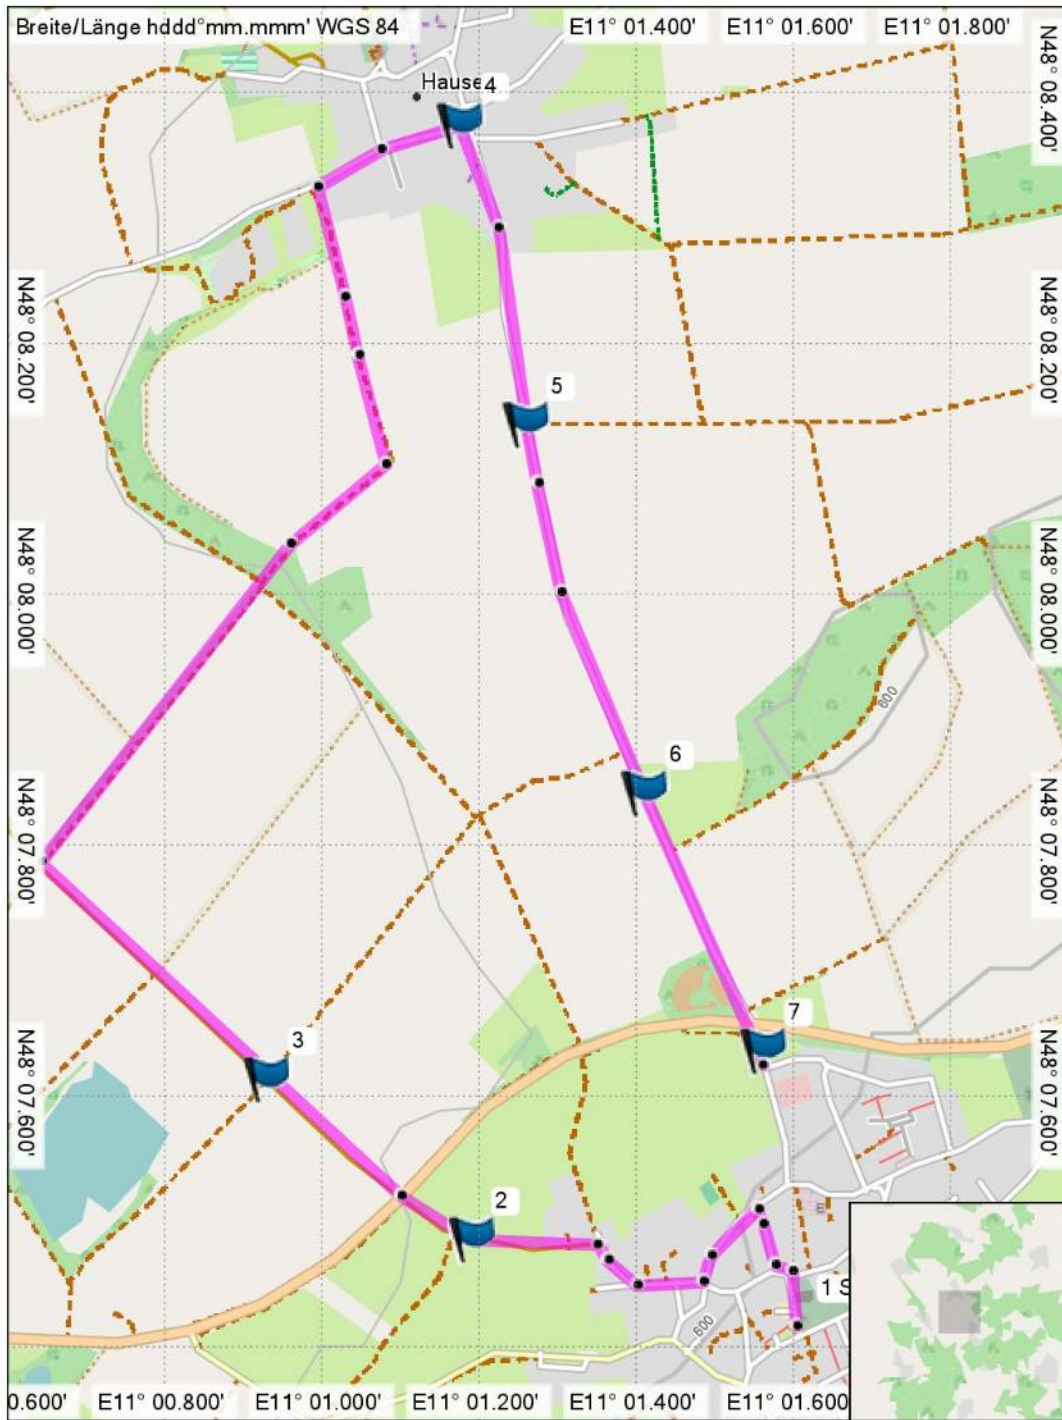 Breite/Länge hddd°mm.mmm' WGS 84
E11° 01.400'
E11° 01.600'
E11° 01.800'
N48° 08.400'
Hause
4
N48° 08.200'
N48° 08.200'
5
N48° 08.000'
N48° 08.000'
600
6
N48° 07.800'
N48° 07.800'
7
3
N48° 07.600'
N48° 07.600'
2
1 S
600
0.600'
E11° 00.800'
E11° 01.000'
E11° 01.200'
E11° 01.400'
E11° 01.600